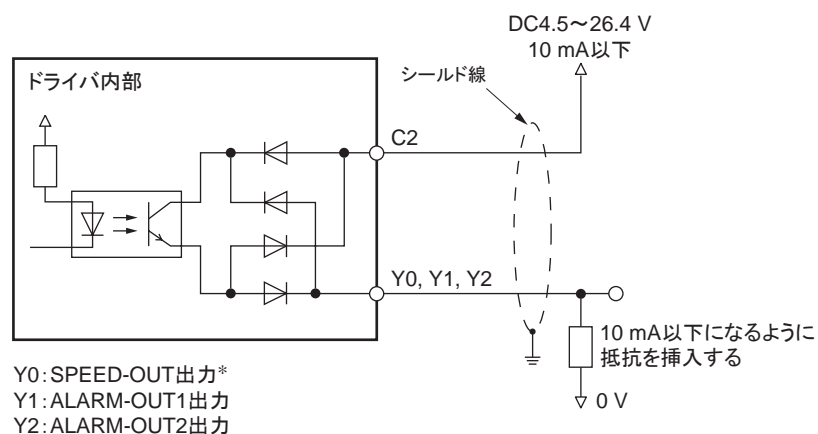 DC4.5～26.4 V
10 mA以下
ドライバ内部
シールド線
C2
Y0, Y1, Y2
10 mA以下になるように
抵抗を挿入する
0 V
Y0:SPEED-OUT出力*
Y1:ALARM-OUT1出力
Y2:ALARM-OUT2出力